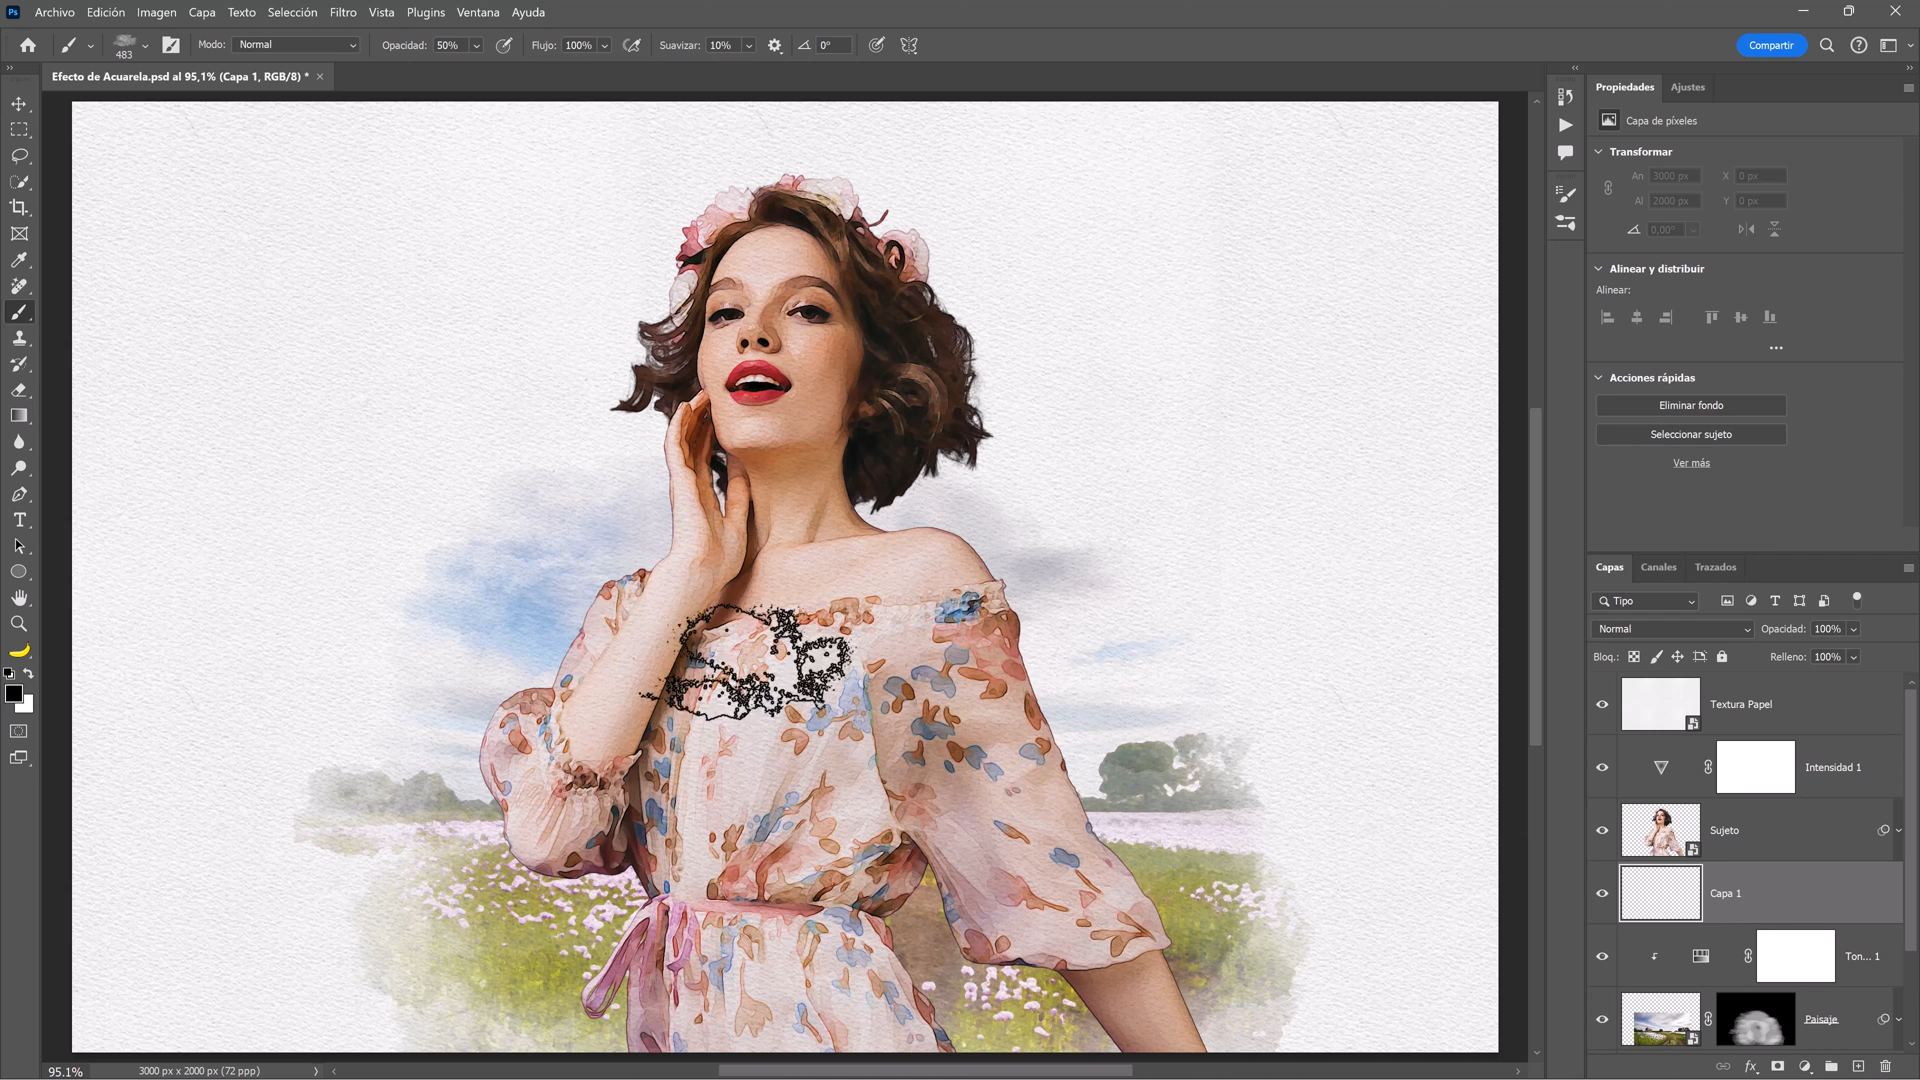 Ps Archivo Edición Imagen Capa Texto Selección Filtro Vista Plugins Ventana Ayuda
483 Modo: Normal Opacidad: 50% Flujo: 100% Suavizar: 10% 0° Compartir
Efecto de Acuarela.psd al 95,1% (Capa 1, RGB/8) *
Propiedades Ajustes
Capa de píxeles
Transformar
An 3000 px X 0 px
Al 2000 px Y 0 px
0,00°
Alinear y distribuir
Alinear:
Acciones rápidas
Eliminar fondo
Seleccionar sujeto
Ver más
Capas Canales Trazados
Tipo
Normal Opacidad: 100%
Bloq.: Relleno: 100%
Textura Papel
Intensidad 1
Sujeto
Capa 1
Ton... 1
Paisaje
95.1% 3000 px x 2000 px (72 ppp)